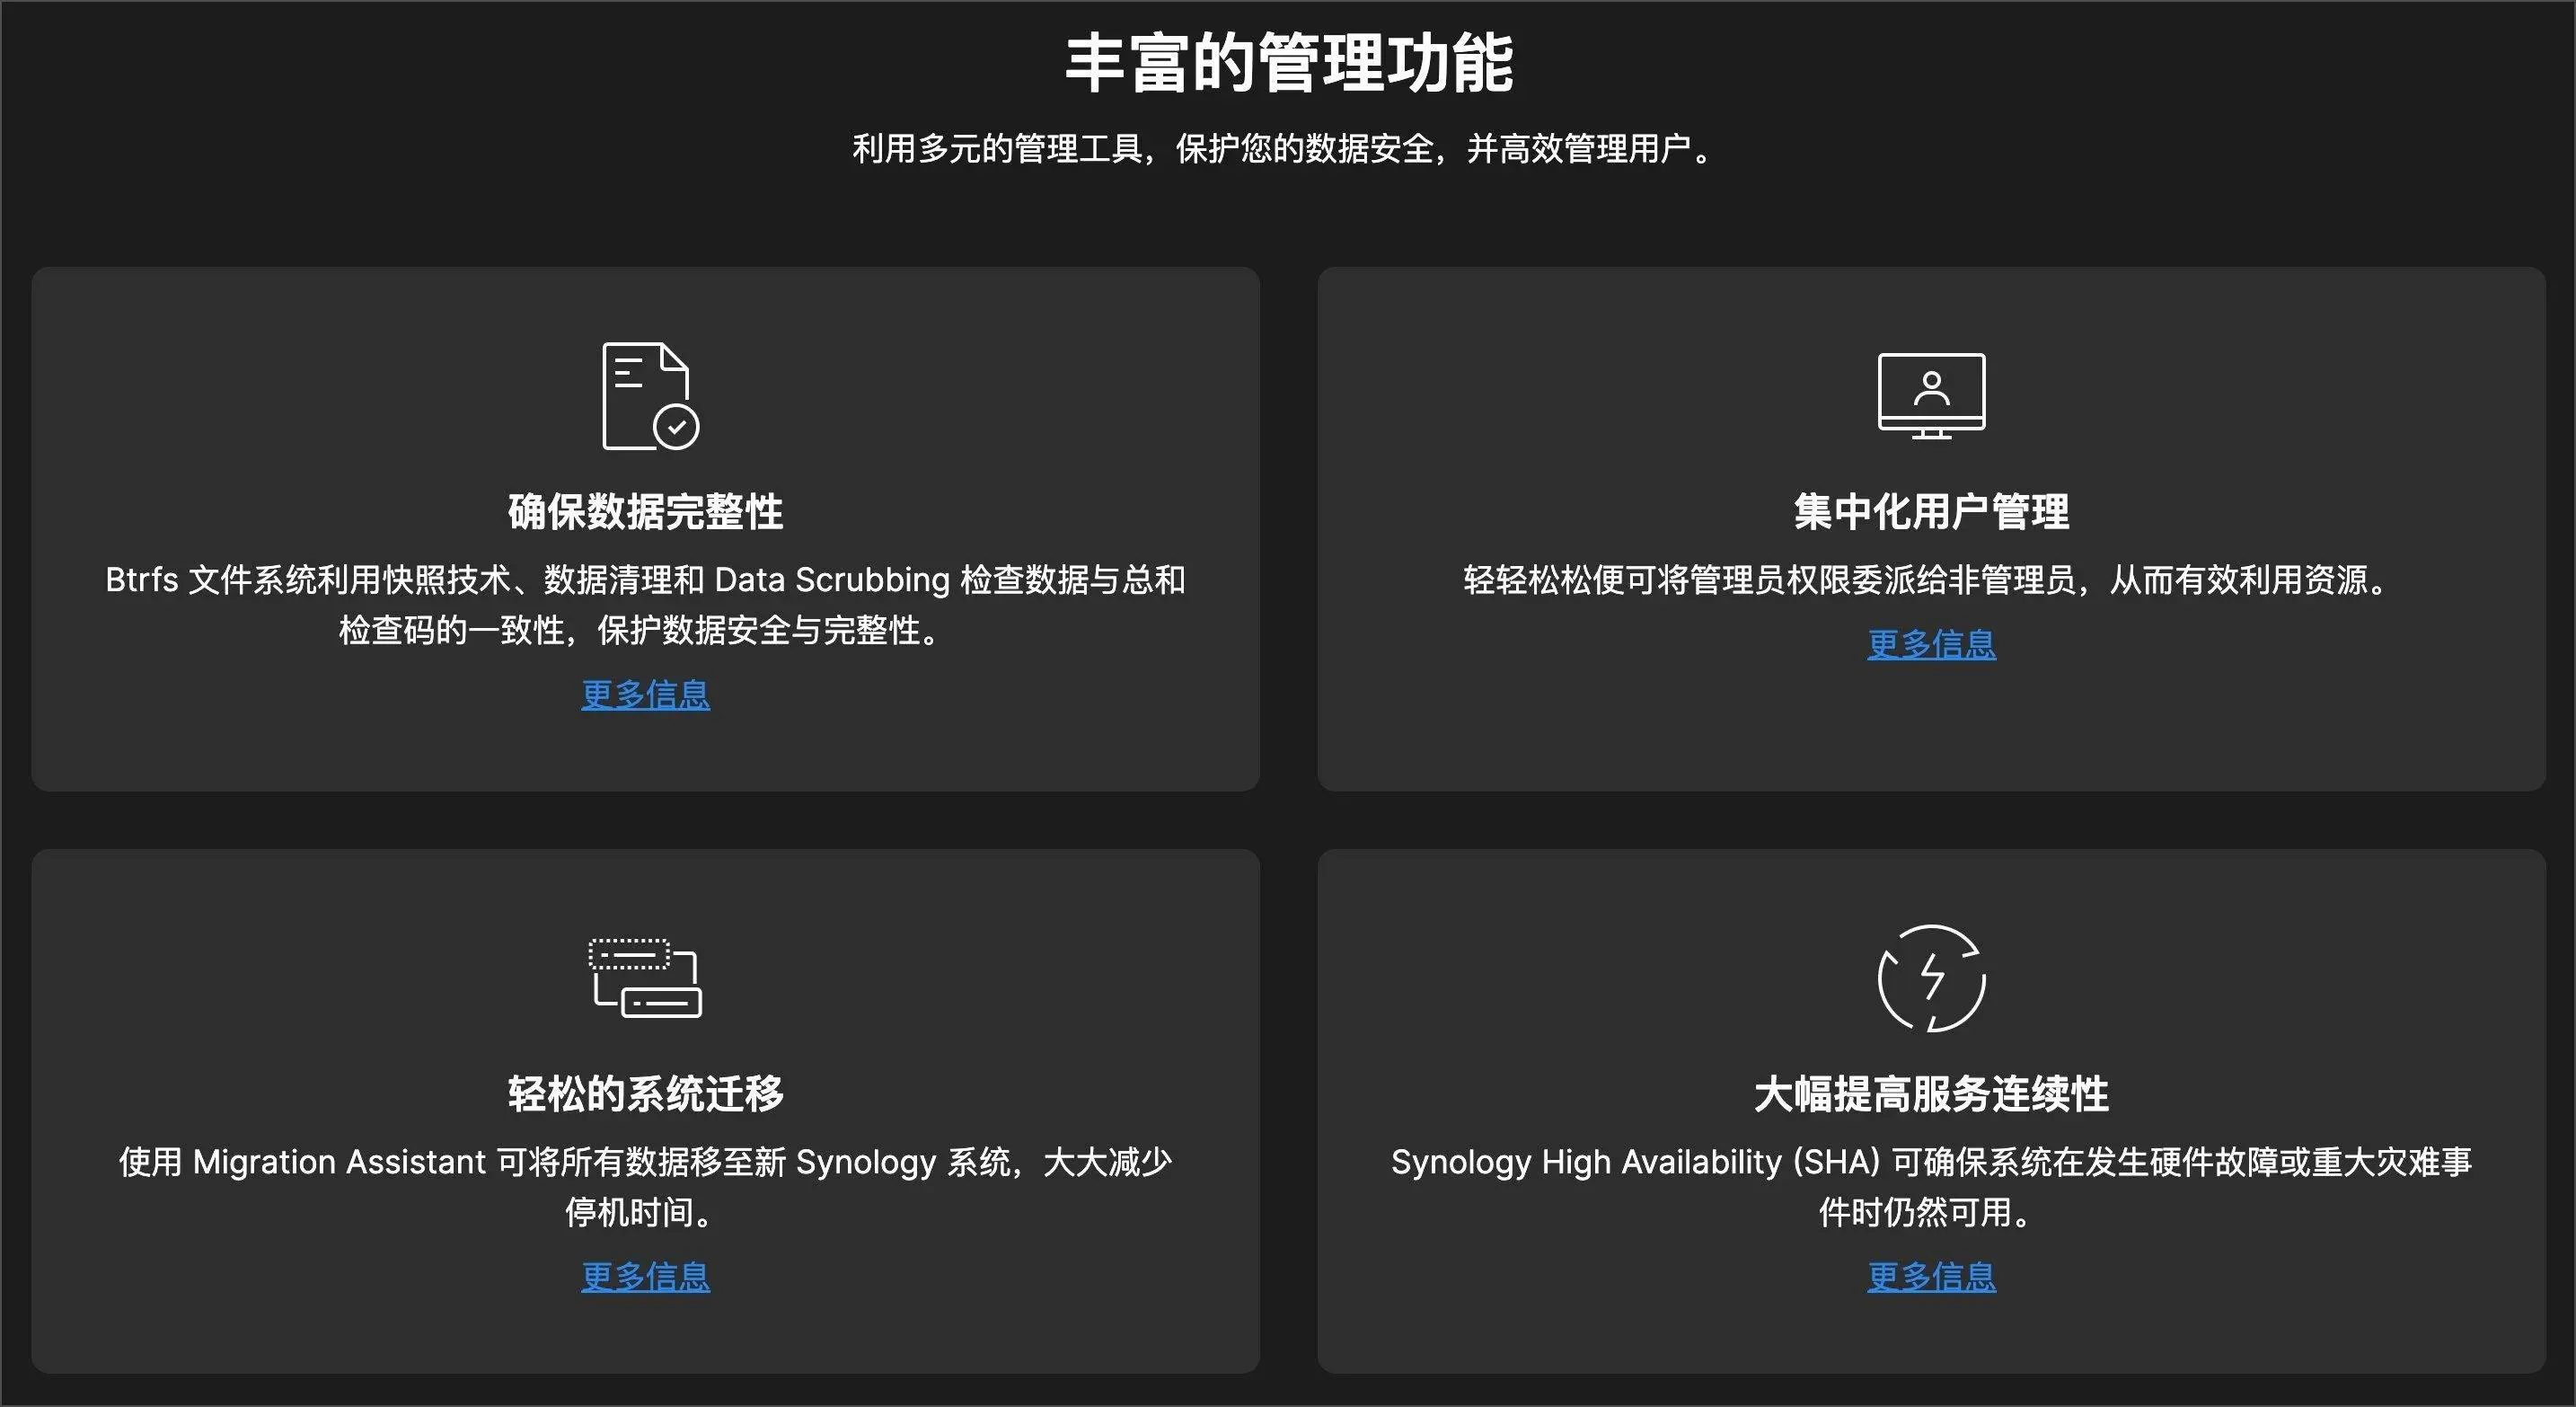 丰富的管理功能
利用多元的管理工具，保护您的数据安全，并高效管理用户。
确保数据完整性
Btrfs 文件系统利用快照技术、数据清理和 Data Scrubbing 检查数据与总和
检查码的一致性，保护数据安全与完整性。
更多信息
集中化用户管理
轻轻松松便可将管理员权限委派给非管理员，从而有效利用资源。
更多信息
轻松的系统迁移
使用 Migration Assistant 可将所有数据移至新 Synology 系统，大大减少
停机时间。
更多信息
大幅提高服务连续性
Synology High Availability (SHA) 可确保系统在发生硬件故障或重大灾难事
件时仍然可用。
更多信息